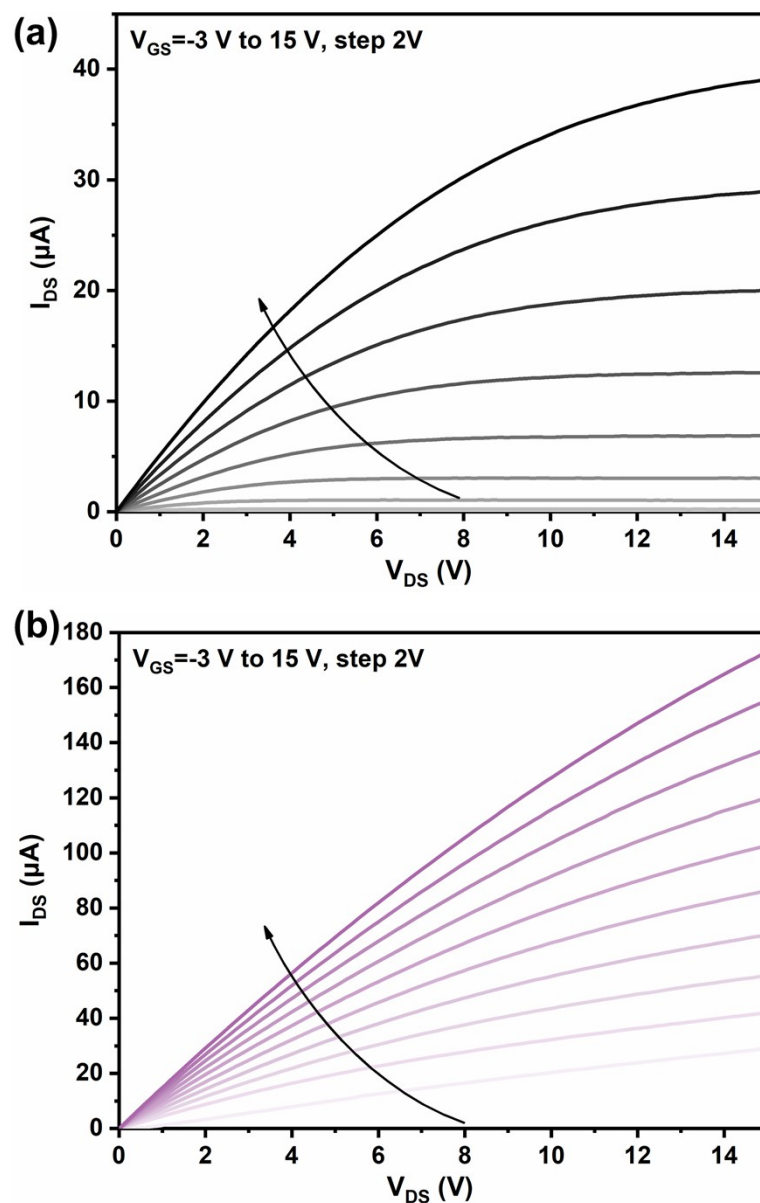 (a)
V_GS=-3 V to 15 V, step 2V
40
30
20
10
0
I_DS (µA)
0 2 4 6 8 10 12 14
V_DS (V)
(b)
V_GS=-3 V to 15 V, step 2V
180
160
140
120
100
80
60
40
20
0
I_DS (µA)
0 2 4 6 8 10 12 14
V_DS (V)